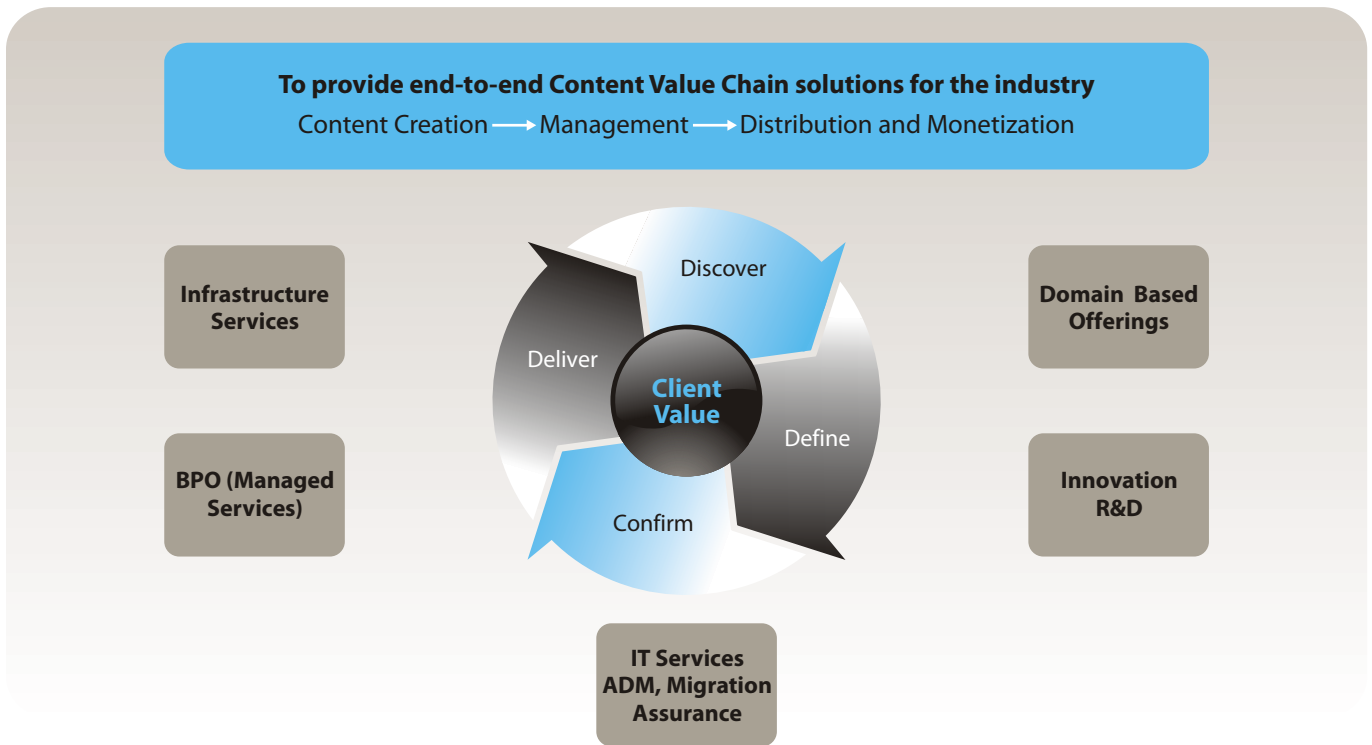 To provide end-to-end Content Value Chain solutions for the industry
Content Creation → Management → Distribution and Monetization
Infrastructure
Services
BPO (Managed
Services)
Discover
Deliver
Client
Value
Define
Confirm
Domain Based
Offerings
Innovation
R&D
IT Services
ADM, Migration
Assurance